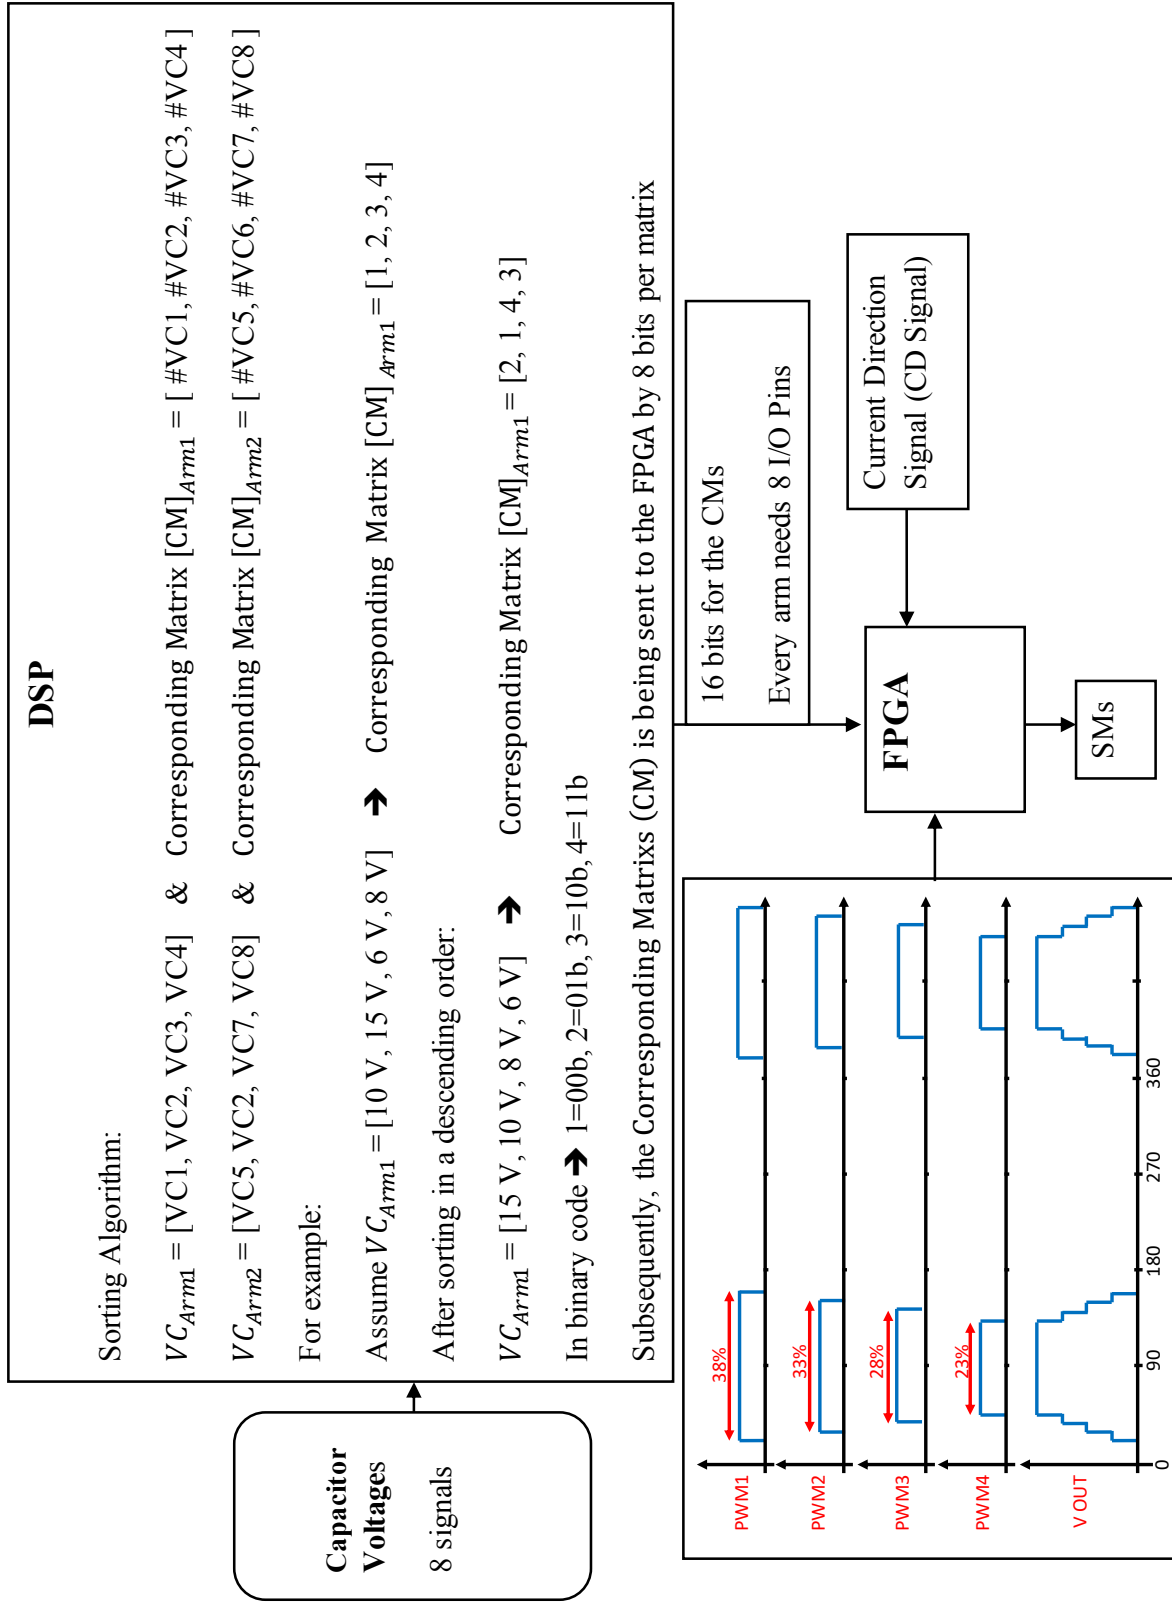 DSP
Sorting Algorithm:
VC_Arm1 = [VC1, VC2, VC3, VC4] & Corresponding Matrix [CM]_Arm1 = [ #VC1, #VC2, #VC3, #VC4 ]
VC_Arm2 = [VC5, VC2, VC7, VC8] & Corresponding Matrix [CM]_Arm2 = [ #VC5, #VC6, #VC7, #VC8 ]
For example:
Assume VC_Arm1 = [10 V, 15 V, 6 V, 8 V] ➔ Corresponding Matrix [CM]_Arm1 = [1, 2, 3, 4]
After sorting in a descending order:
VC_Arm1 = [15 V, 10 V, 8 V, 6 V] ➔ Corresponding Matrix [CM]_Arm1 = [2, 1, 4, 3]
In binary code ➔ 1=00b, 2=01b, 3=10b, 4=11b
Subsequently, the Corresponding Matrixs (CM) is being sent to the FPGA by 8 bits per matrix
Capacitor
Voltages
8 signals
16 bits for the CMs
Every arm needs 8 I/O Pins
Current Direction
Signal (CD Signal)
FPGA
SMs
PWM1
38%
PWM2
33%
PWM3
28%
PWM4
23%
V OUT
0 90 180 270 360